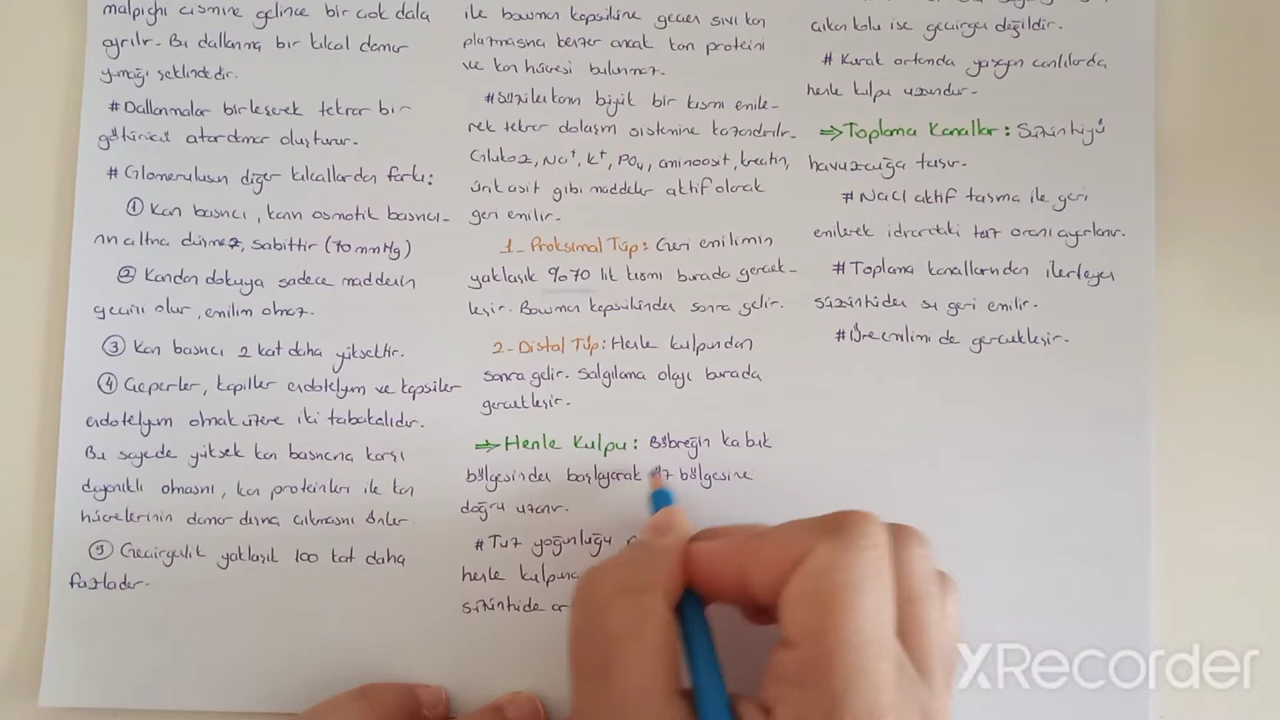 malpighi cismine gelince bir çok dala
ayrılır. Bu dallanma bir kılcal damar
yumağı şeklindedir.
#Dallanmalar birleşerek tekrar bir
götürücü atardamar oluşturur.
# Glomerulusun diğer kılcallardan farkı:
① Kan basıncı, kanın osmotik basıncı-
nın altına düşmez, sabittir (70 mmHg)
② Kandan dokuya sadece maddenin
geçişi olur, emilim olmaz.
③ Kan basıncı 2 kat daha yüksektir.
④ Çeperler, kapiller endotelyum ve kapsüler
endotelyum olmak üzere iki tabakalıdır.
Bu sayede yüksek kan basıncına karşı
dayanıklı olmasını, kan proteinleri ile kan
hücrelerinin damar dışına çıkmasını önler
⑤ Geçirgenlik yaklaşık 100 kat daha
fazladır.
ile bowman kapsülüne geçen sıvı kan
plazmasına benzer ancak kan proteini
ve kan hücresi bulunmaz.
#Süzülen kanın büyük bir kısmı emile-
rek tekrar dolaşım sistemine kazandırılır.
Glukoz, Na⁺, K⁺, PO₄, aminoasit, kreatin,
ürik asit gibi maddeler aktif olarak
geri emilir.
1- Proksimal Tüp: Geri emilimin
yaklaşık %70 lik kısmı burada gerçek-
leşir. Bowman kapsülünden sonra gelir.
2- Distal Tüp: Henle kulpundan
sonra gelir. Salgılama olayı burada
gerçekleşir.
⇒ Henle Kulpu: Böbreğin kabuk
bölgesinden başlayarak öz bölgesine
doğru uzanır.
# Tuz yoğunluğu
henle kulpuna
süzüntüde
çıkan kolu ise geçirgen değildir.
# Kurak ortamda yaşayan canlılarda
henle kulpu uzundur.
⇒Toplama Kanalları: Süzüntüyü
havuzcuğa taşır.
#NaCl aktif taşıma ile geri
emilerek idrardaki tuz oranı ayarlanır.
#Toplama kanallarından ilerleyen
süzüntüden su geri emilir.
#Üre emilimi de gerçekleşir.
XRecorder